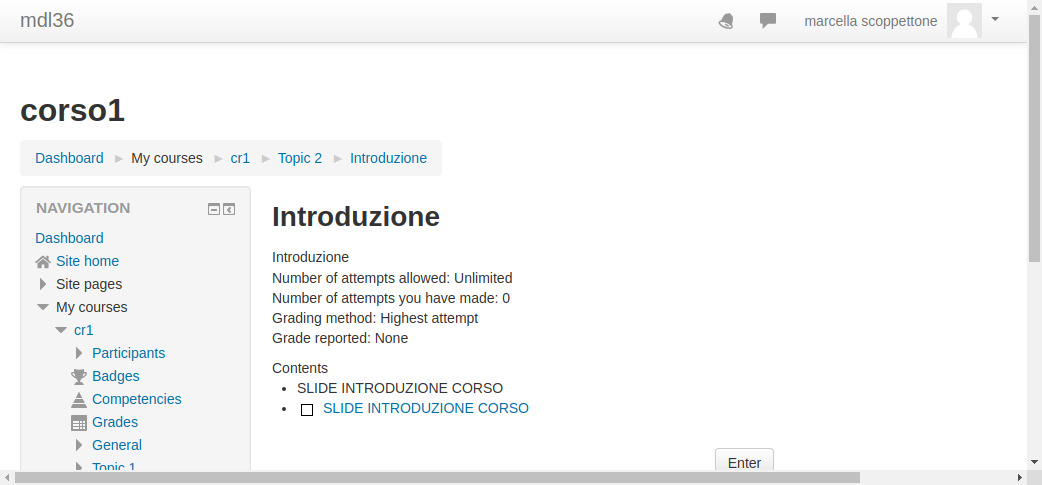 mdl36
marcella scoppettone
corso1
Dashboard My courses cr1 Topic 2 Introduzione
NAVIGATION
Dashboard
Site home
Site pages
My courses
cr1
Participants
Badges
Competencies
Grades
General
Topic 1
Introduzione
Introduzione
Number of attempts allowed: Unlimited
Number of attempts you have made: 0
Grading method: Highest attempt
Grade reported: None
Contents
SLIDE INTRODUZIONE CORSO
SLIDE INTRODUZIONE CORSO
Enter